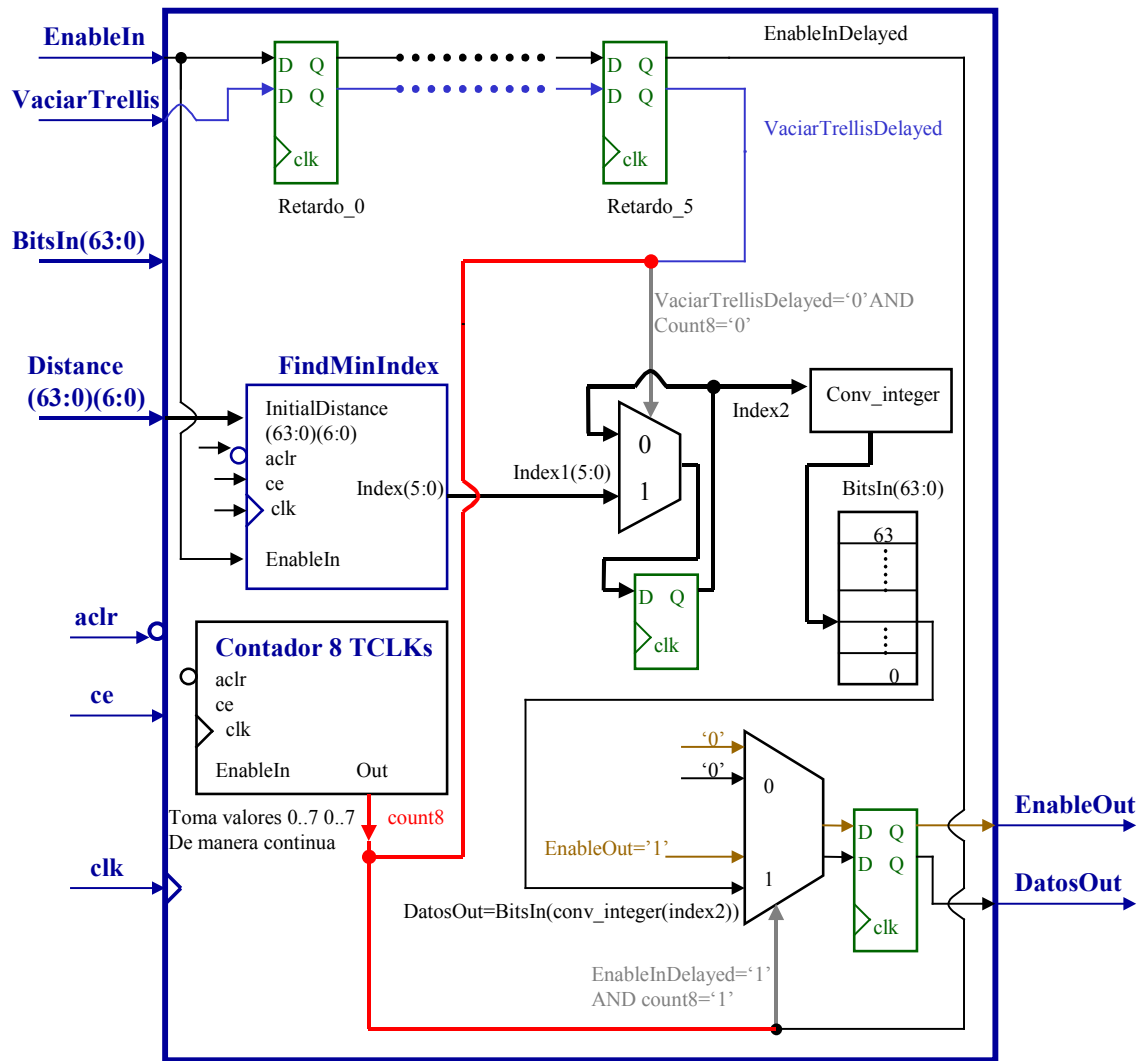 EnableIn
EnableInDelayed
D Q
D Q
clk
D Q
D Q
clk
VaciarTrellis
VaciarTrellisDelayed
Retardo_0
Retardo_5
BitsIn(63:0)
VaciarTrellisDelayed=‘0’AND
Count8=‘0’
Distance
(63:0)(6:0)
FindMinIndex
InitialDistance
(63:0)(6:0)
aclr
ce
clk
Index(5:0)
EnableIn
Index1(5:0)
0
1
Index2
Conv_integer
BitsIn(63:0)
63
0
D Q
clk
aclr
ce
clk
Contador 8 TCLKs
aclr
ce
clk
EnableIn Out
Toma valores 0..7 0..7
De manera continua
count8
‘0’
‘0’
0
EnableOut=‘1’
1
DatosOut=BitsIn(conv_integer(index2))
D Q
D Q
clk
EnableOut
DatosOut
EnableInDelayed=‘1’
AND count8=‘1’